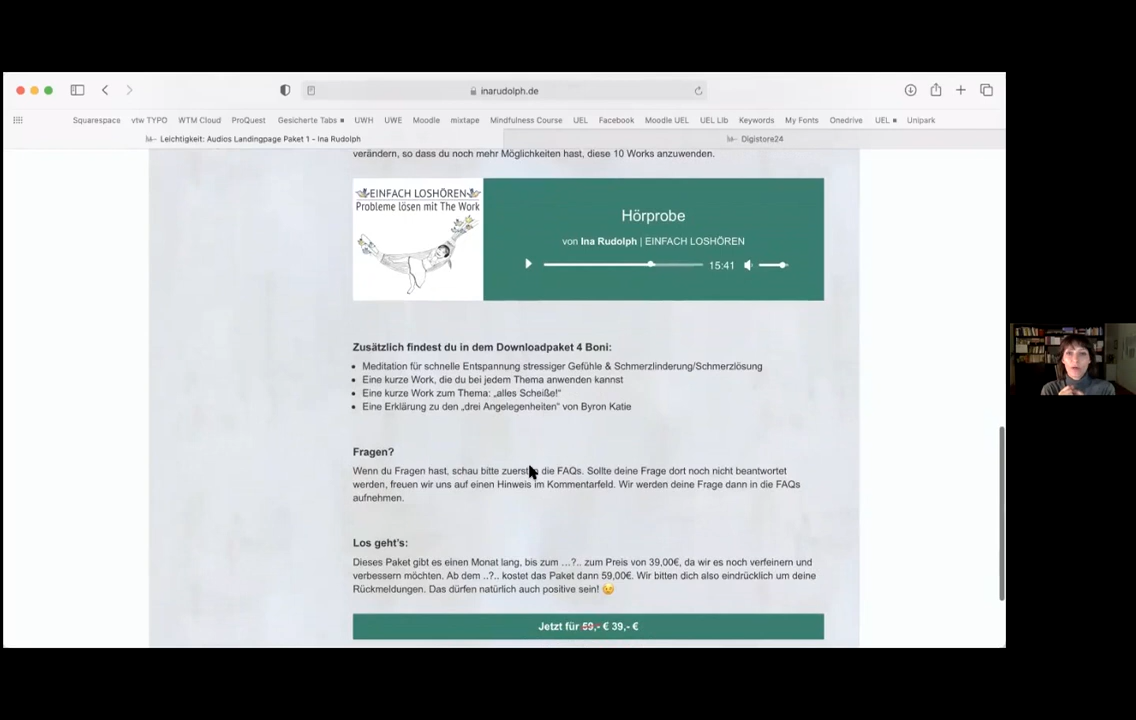 inarudolph.de
Squarespace vtw TYPO WTM Cloud ProQuest Gesicherte Tabs UWH UWE Moodle mixtape Mindfulness Course UEL Facebook Moodle UEL UEL Lib Keywords My Fonts Onedrive UEL Unipark
Leichtigkeit: Audios Landingpage Paket 1 – Ina Rudolph Digistore24
verändern, so dass du noch mehr Möglichkeiten hast, diese 10 Works anzuwenden.
EINFACH LOSHÖREN
Probleme lösen mit The Work
Hörprobe
von Ina Rudolph | EINFACH LOSHÖREN
15:41
Zusätzlich findest du in dem Downloadpaket 4 Boni:
• Meditation für schnelle Entspannung stressiger Gefühle & Schmerzlinderung/Schmerzlösung
• Eine kurze Work, die du bei jedem Thema anwenden kannst
• Eine kurze Work zum Thema: „alles Scheiße!“
• Eine Erklärung zu den „drei Angelegenheiten“ von Byron Katie
Fragen?
Wenn du Fragen hast, schau bitte zuerst in die FAQs. Sollte deine Frage dort noch nicht beantwortet
werden, freuen wir uns auf einen Hinweis im Kommentarfeld. Wir werden deine Frage dann in die FAQs
aufnehmen.
Los geht's:
Dieses Paket gibt es einen Monat lang, bis zum ...?.. zum Preis von 39,00€, da wir es noch verfeinern und
verbessern möchten. Ab dem ..?.. kostet das Paket dann 59,00€. Wir bitten dich also eindrücklich um deine
Rückmeldungen. Das dürfen natürlich auch positive sein! 😉
Jetzt für 59,- € 39,- €